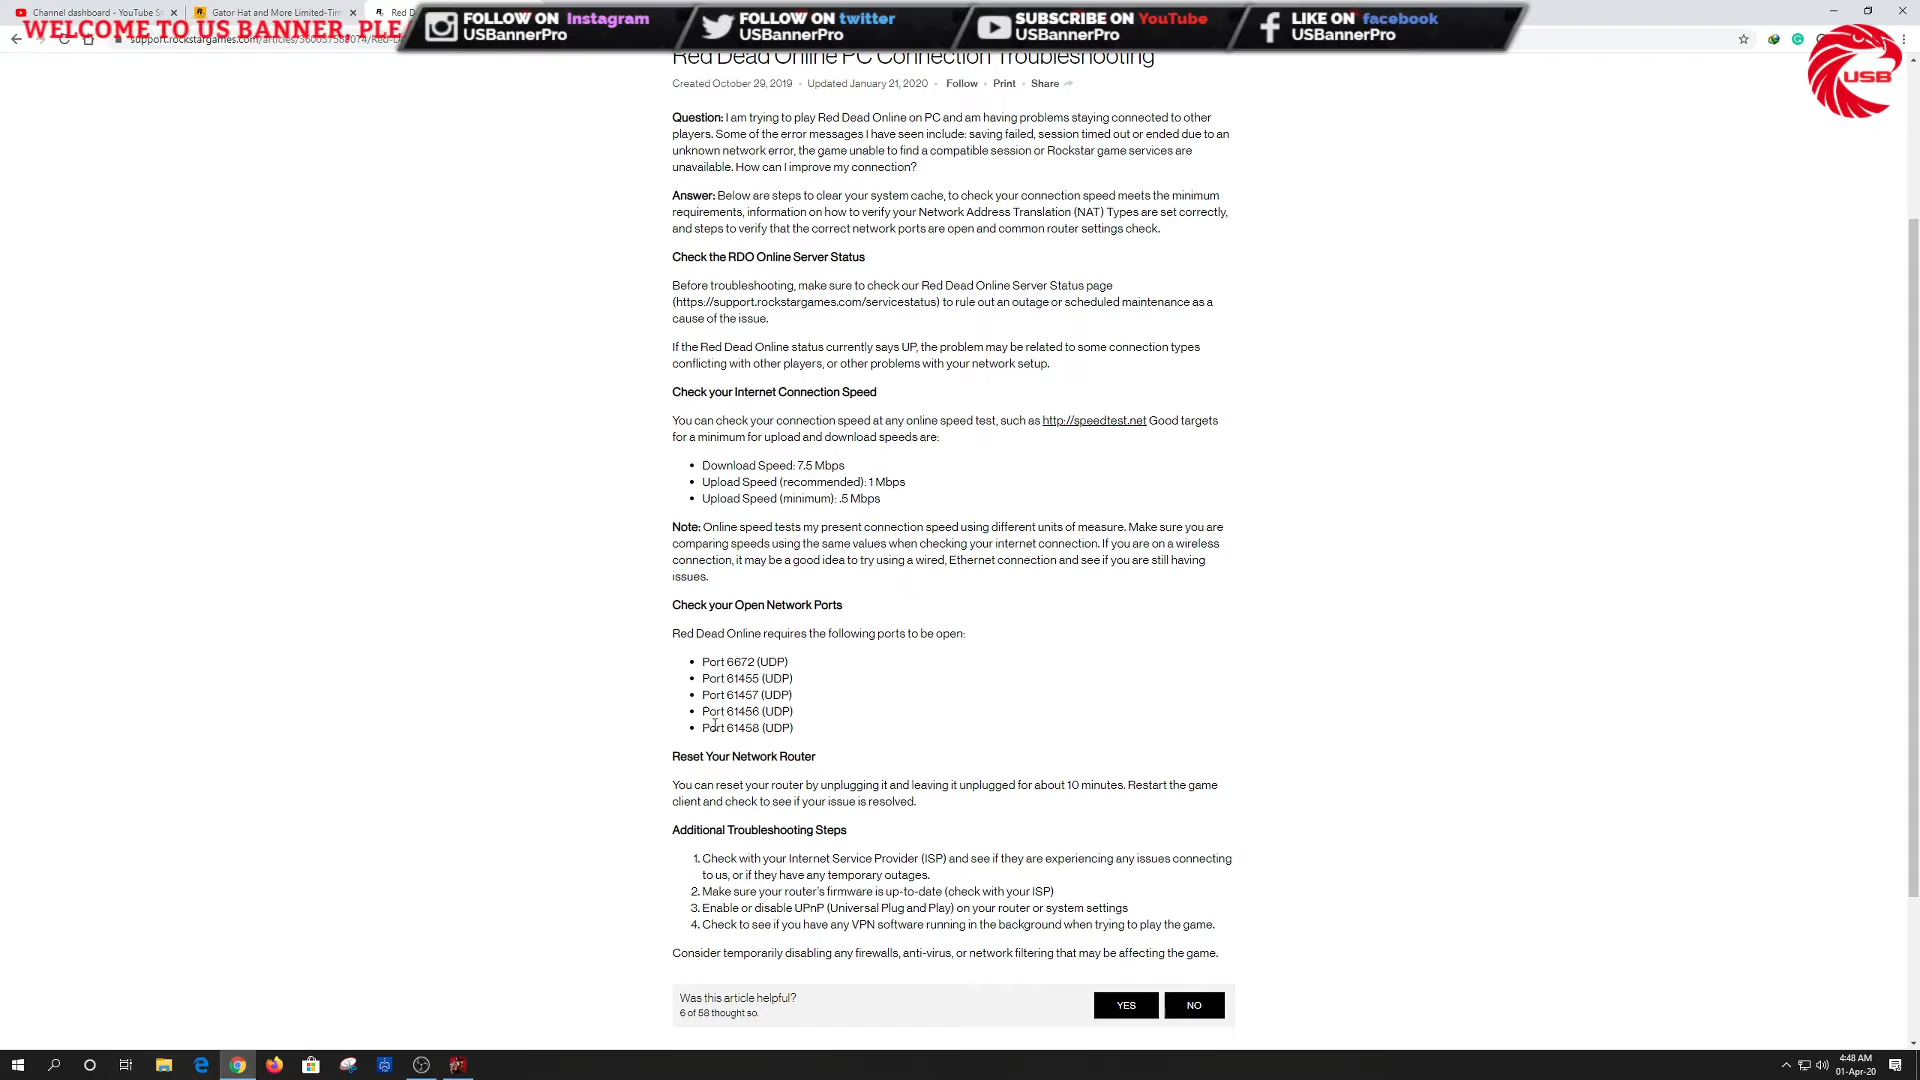 Channel dashboard - YouTube St
Gator Hat and More Limited-Tim
Red D
WELCOME TO US BANNER, PLE
FOLLOW ON Instagram
USBannerPro
FOLLOW ON twitter
USBannerPro
SUBSCRIBE ON YouTube
USBannerPro
LIKE ON facebook
USBannerPro
USB
Red Dead Online PC Connection Troubleshooting
Created October 29, 2019 • Updated January 21, 2020 • Follow • Print • Share
Question: I am trying to play Red Dead Online on PC and am having problems staying connected to other
players. Some of the error messages I have seen include: saving failed, session timed out or ended due to an
unknown network error, the game unable to find a compatible session or Rockstar game services are
unavailable. How can I improve my connection?
Answer: Below are steps to clear your system cache, to check your connection speed meets the minimum
requirements, information on how to verify your Network Address Translation (NAT) Types are set correctly,
and steps to verify that the correct network ports are open and common router settings check.
Check the RDO Online Server Status
Before troubleshooting, make sure to check our Red Dead Online Server Status page
(https://support.rockstargames.com/servicestatus) to rule out an outage or scheduled maintenance as a
cause of the issue.
If the Red Dead Online status currently says UP, the problem may be related to some connection types
conflicting with other players, or other problems with your network setup.
Check your Internet Connection Speed
You can check your connection speed at any online speed test, such as http://speedtest.net Good targets
for a minimum for upload and download speeds are:
• Download Speed: 7.5 Mbps
• Upload Speed (recommended): 1 Mbps
• Upload Speed (minimum): .5 Mbps
Note: Online speed tests my present connection speed using different units of measure. Make sure you are
comparing speeds using the same values when checking your internet connection. If you are on a wireless
connection, it may be a good idea to try using a wired, Ethernet connection and see if you are still having
issues.
Check your Open Network Ports
Red Dead Online requires the following ports to be open:
• Port 6672 (UDP)
• Port 61455 (UDP)
• Port 61457 (UDP)
• Port 61456 (UDP)
• Port 61458 (UDP)
Reset Your Network Router
You can reset your router by unplugging it and leaving it unplugged for about 10 minutes. Restart the game
client and check to see if your issue is resolved.
Additional Troubleshooting Steps
1. Check with your Internet Service Provider (ISP) and see if they are experiencing any issues connecting
to us, or if they have any temporary outages.
2. Make sure your router's firmware is up-to-date (check with your ISP)
3. Enable or disable UPnP (Universal Plug and Play) on your router or system settings
4. Check to see if you have any VPN software running in the background when trying to play the game.
Consider temporarily disabling any firewalls, anti-virus, or network filtering that may be affecting the game.
Was this article helpful?
6 of 58 thought so.
YES
NO
4:48 AM
01-Apr-20